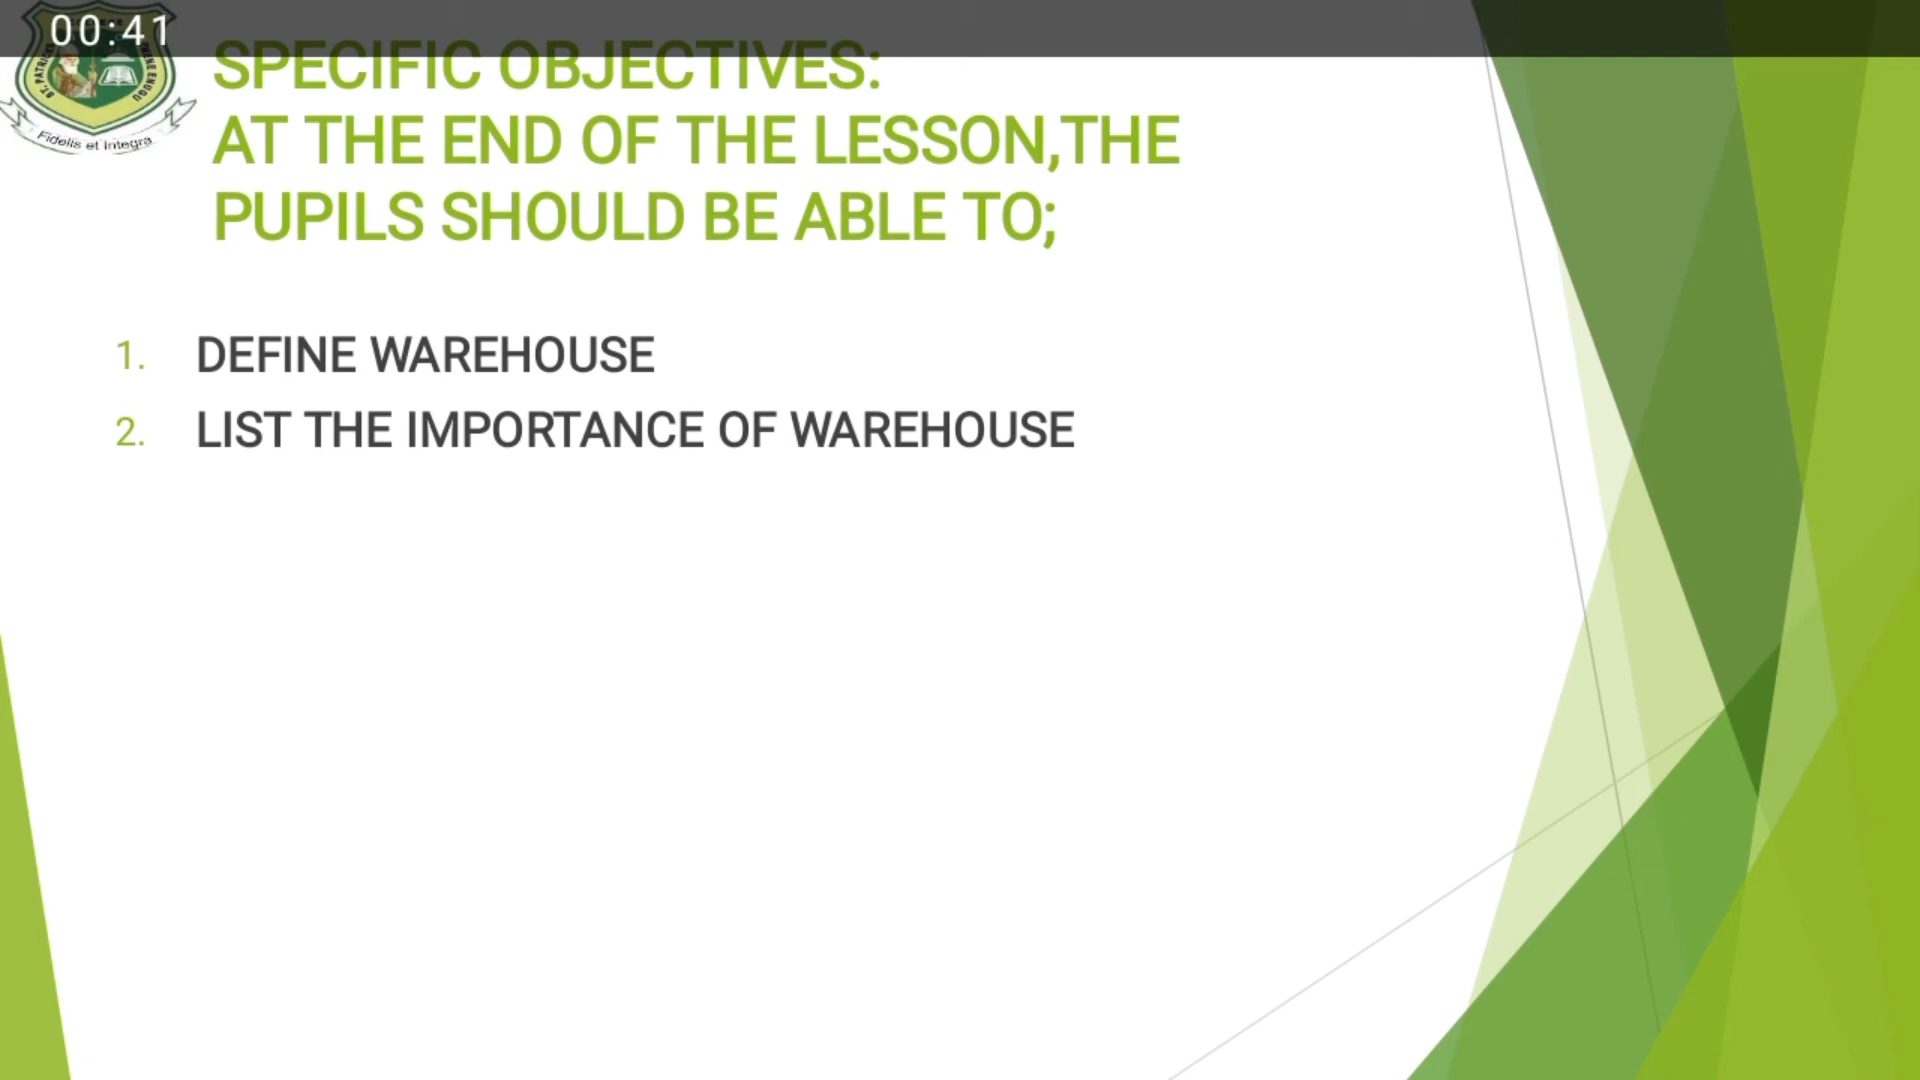 00:41
Fidelis et Integra
SPECIFIC OBJECTIVES:
AT THE END OF THE LESSON,THE
PUPILS SHOULD BE ABLE TO;
1. DEFINE WAREHOUSE
2. LIST THE IMPORTANCE OF WAREHOUSE